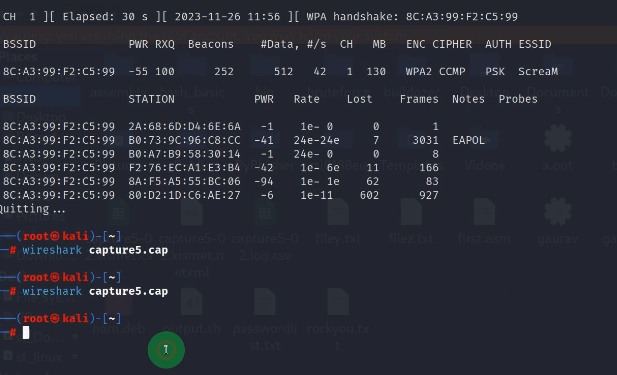 CH  1 ][ Elapsed: 30 s ][ 2023-11-26 11:56 ][ WPA handshake: 8C:A3:99:F2:C5:99
BSSID              PWR RXQ  Beacons    #Data, #/s  CH   MB   ENC CIPHER  AUTH ESSID
8C:A3:99:F2:C5:99  -55 100      252      512   42   1  130   WPA2 CCMP   PSK  ScreaM
BSSID              STATION            PWR   Rate    Lost    Frames  Notes  Probes
8C:A3:99:F2:C5:99  2A:68:6D:D4:6E:6A   -1    1e- 0      0        1
8C:A3:99:F2:C5:99  B0:73:9C:96:C8:CC  -41   24e-24e     7     3031  EAPOL
8C:A3:99:F2:C5:99  B0:A7:B9:58:30:14   -1   24e- 0      0        8
8C:A3:99:F2:C5:99  F2:76:EC:A1:E3:B4  -42    1e- 6e    11      166
8C:A3:99:F2:C5:99  8A:F5:A5:55:BC:06  -94    1e- 1e    62       83
8C:A3:99:F2:C5:99  80:D2:1D:C6:AE:27   -6    1e-11    602      927
Quitting...
(root㉿kali)-[~]
# wireshark capture5.cap
(root㉿kali)-[~]
# wireshark capture5.cap
(root㉿kali)-[~]
#